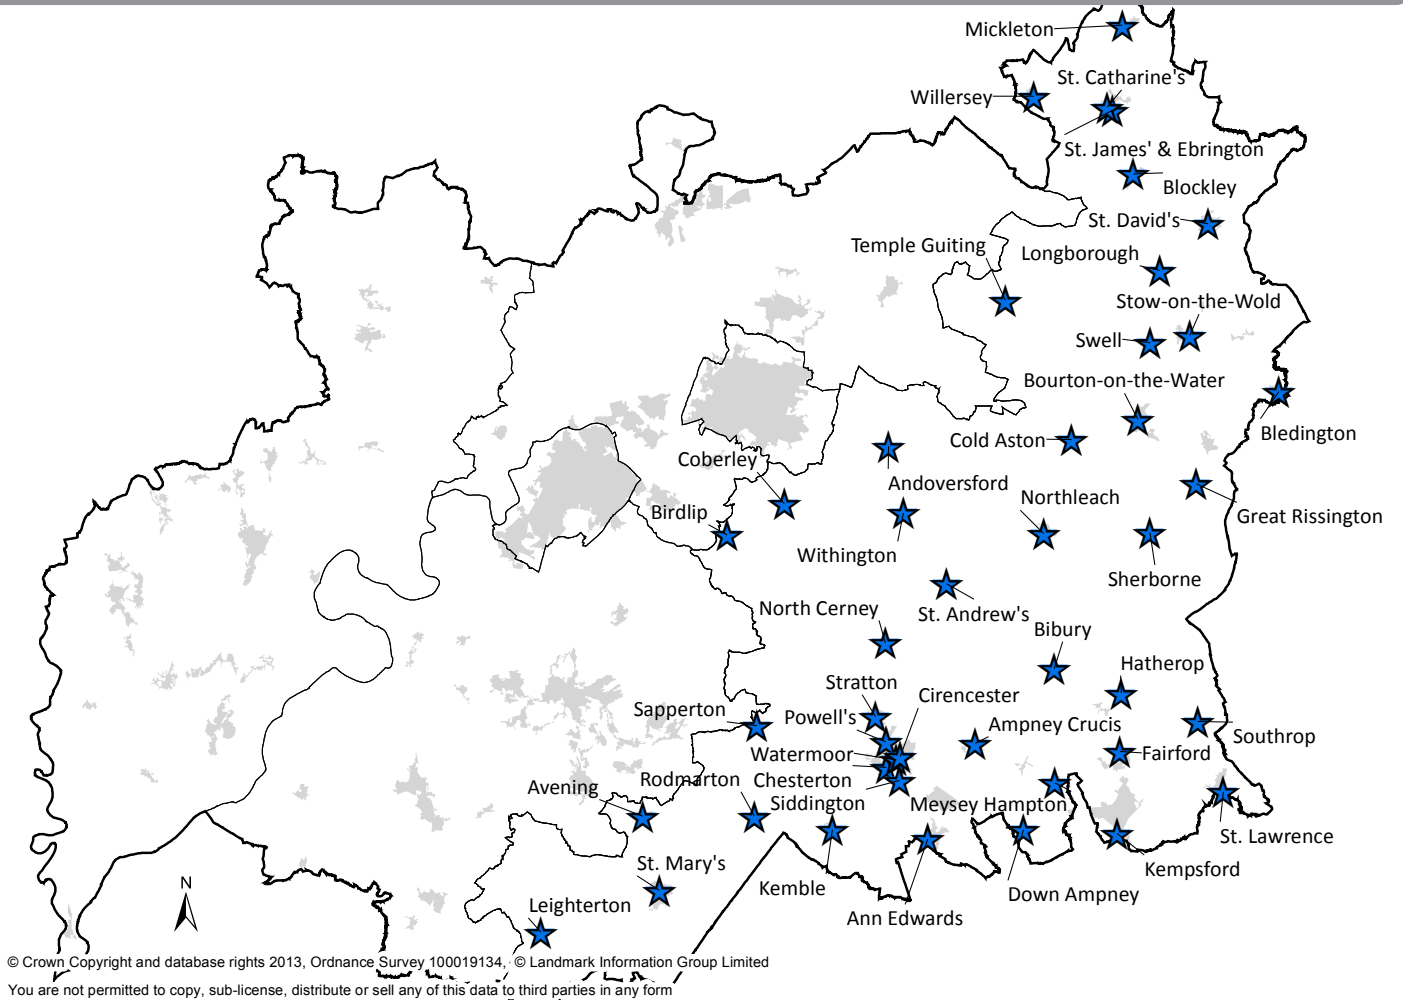 Mickleton
St. Catharine's
Willersey
St. James' & Ebrington
Blockley
St. David's
Temple Guiting
Longborough
Stow-on-the-Wold
Swell
Bourton-on-the-Water
Bledington
Cold Aston
Coberley
Andoversford
Northleach
Birdlip
Great Rissington
Withington
Sherborne
North Cerney
St. Andrew's
Bibury
Hatherop
Stratton
Cirencester
Sapperton
Powell's
Ampney Crucis
Southrop
Watermoor
Fairford
Rodmarton
Chesterton
Avening
Siddington
Meysey Hampton
St. Lawrence
St. Mary's
Kempsford
Kemble
Down Ampney
N
Leighterton
Ann Edwards
© Crown Copyright and database rights 2013, Ordnance Survey 100019134, © Landmark Information Group Limited
You are not permitted to copy, sub-license, distribute or sell any of this data to third parties in any form